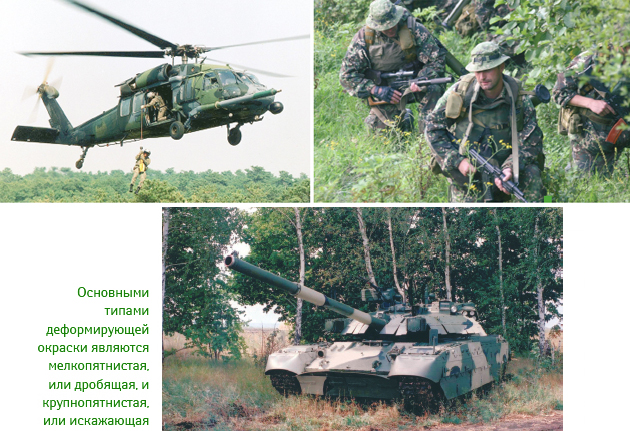 Основными
типами
деформирующей
окраски являются
мелкопятнистая,
или дробящая, и
крупнопятнистая,
или искажающая